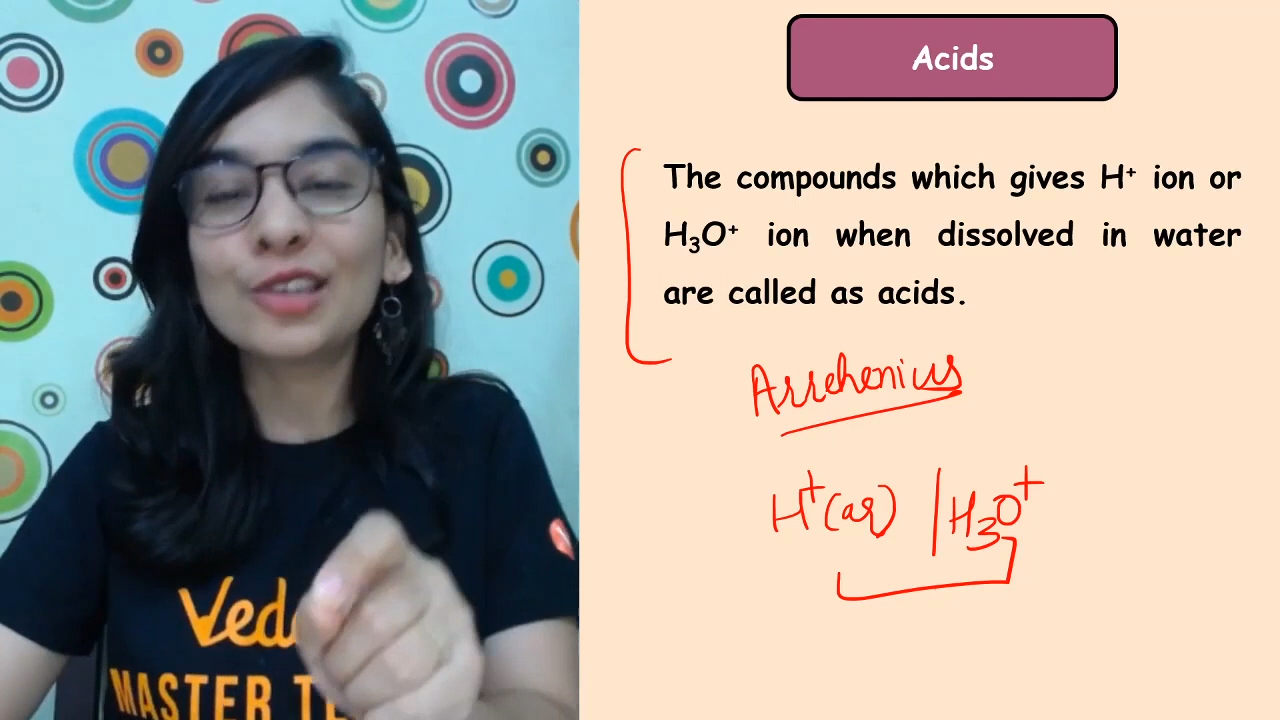 Acids
The compounds which gives H⁺ ion or
H₃O⁺ ion when dissolved in water
are called as acids.
Arrehenius
H⁺(aq) | H₃O⁺
MASTER